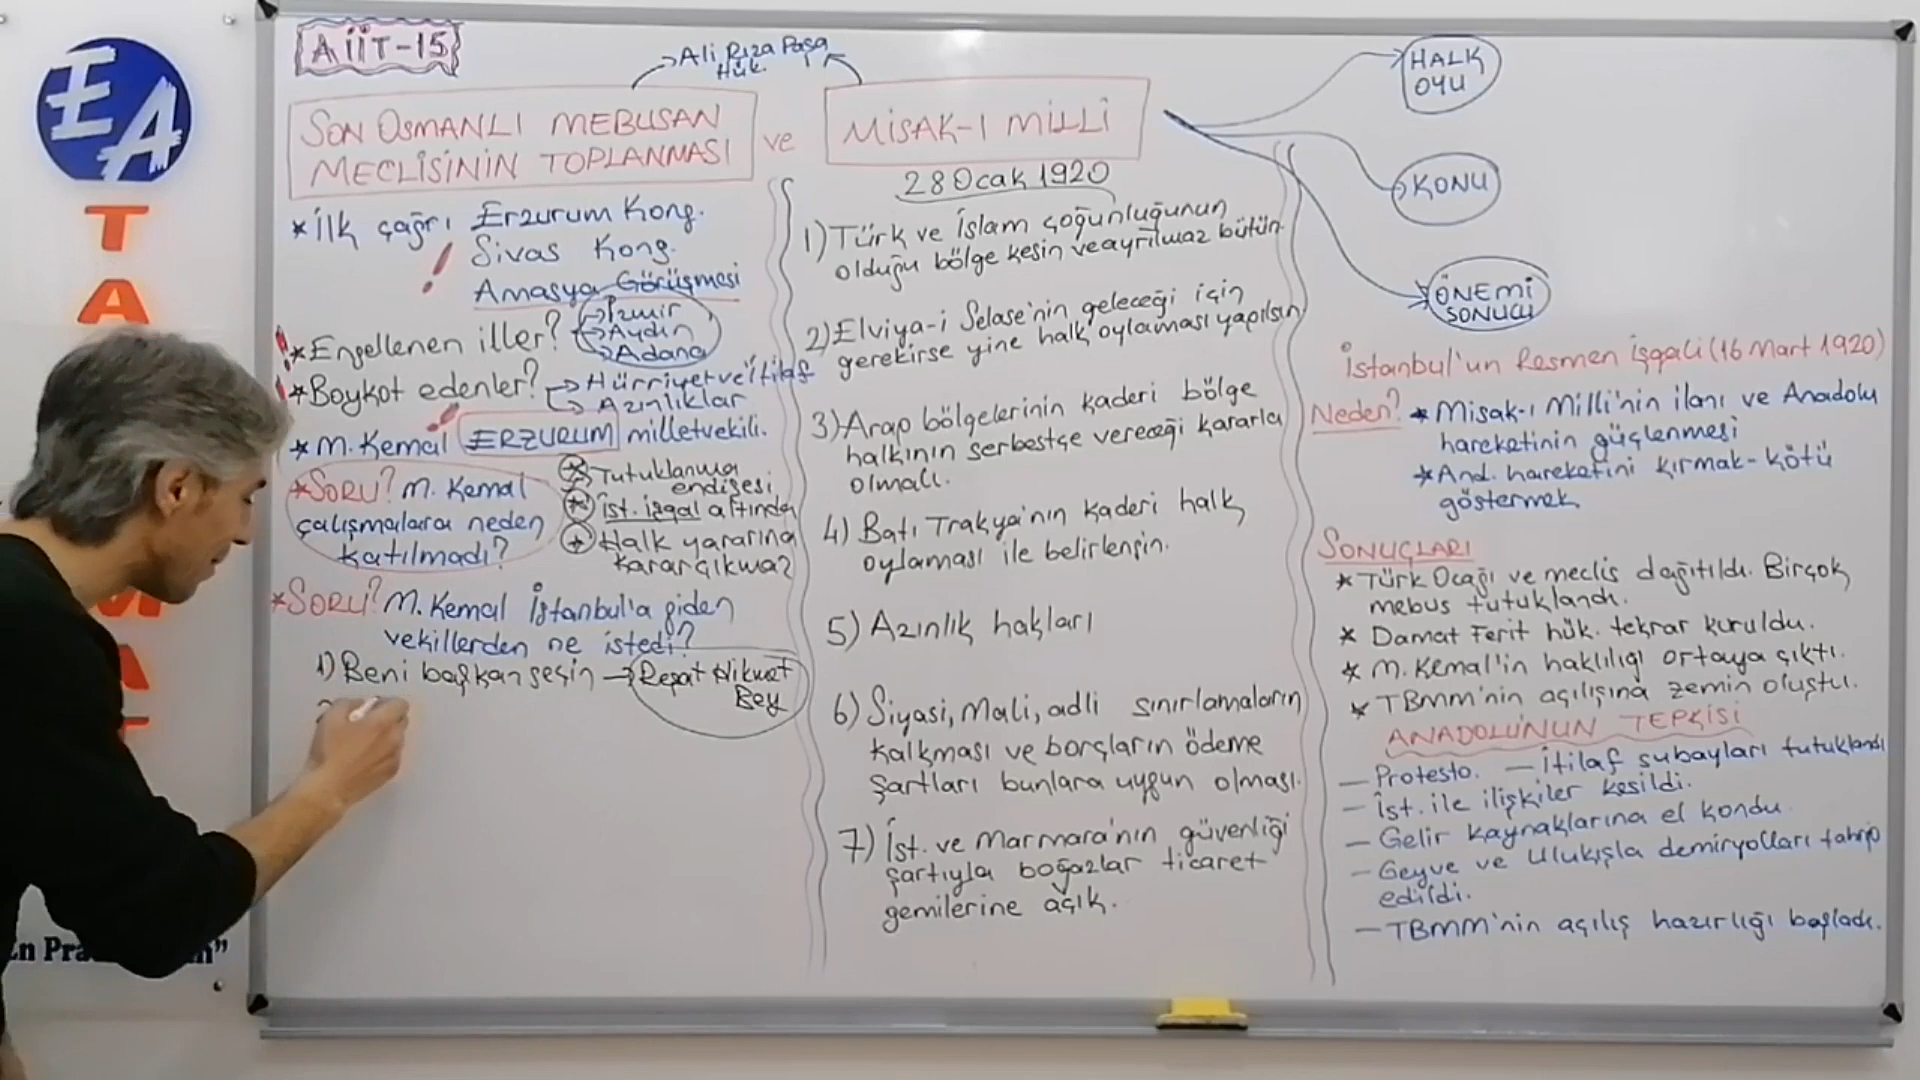 EA
TA
En Pra
AİİT-15
Ali Rıza Paşa
Hük.
SON OSMANLI MEBUSAN
MECLİSİNİN TOPLANMASI
ve
MİSAK-I MİLLİ
28 Ocak 1920
HALK
OYU
KONU
ÖNEMİ
SONUCU
* İlk çağrı Erzurum Kong.
! Sivas Kong.
Amasya Görüşmesi
! * Engellenen iller? → İzmir
→ Aydın
→ Adana
! * Boykot edenler? → Hürriyet ve İtilaf
→ Azınlıklar
* M. Kemal ERZURUM milletvekili.
* SORU? M. Kemal
çalışmalara neden
katılmadı?
* Tutuklanma
endişesi
* İst. işgal altında
* Halk yararına
karar çıkmaz
* SORU? M. Kemal İstanbul'a giden
vekillerden ne istedi?
1) Beni başkan seçin → Reşat Hikmet
Bey
1) Türk ve İslam çoğunluğunun
olduğu bölge kesin ve ayrılmaz bütün.
2) Elviya-i Selase'nin geleceği için
gerekirse yine halk oylaması yapılsın.
3) Arap bölgelerinin kaderi bölge
halkının serbestçe vereceği kararla
olmalı.
4) Batı Trakya'nın kaderi halk
oylaması ile belirlensin.
5) Azınlık hakları
6) Siyasi, Mali, adli sınırlamaların
kalkması ve borçların ödeme
şartları bunlara uygun olması.
7) İst. ve Marmara'nın güvenliği
şartıyla boğazlar ticaret
gemilerine açık.
İstanbul'un Resmen İşgali (16 Mart 1920)
Neden? * Misak-ı Milli'nin ilanı ve Anadolu
hareketinin güçlenmesi
* And. hareketini kırmak - kötü
göstermek
SONUÇLARI
* Türk Ocağı ve meclis dağıtıldı. Birçok
mebus tutuklandı.
* Damat Ferit hük. tekrar kuruldu.
* M. Kemal'in haklılığı ortaya çıktı.
* TBMM'nin açılışına zemin oluştu.
ANADOLU'NUN TEPKİSİ
— Protesto. — İtilaf subayları tutuklandı
— İst. ile ilişkiler kesildi.
— Gelir kaynaklarına el kondu.
— Geyve ve Ulukışla demiryolları tahrip
edildi.
— TBMM'nin açılış hazırlığı başladı.